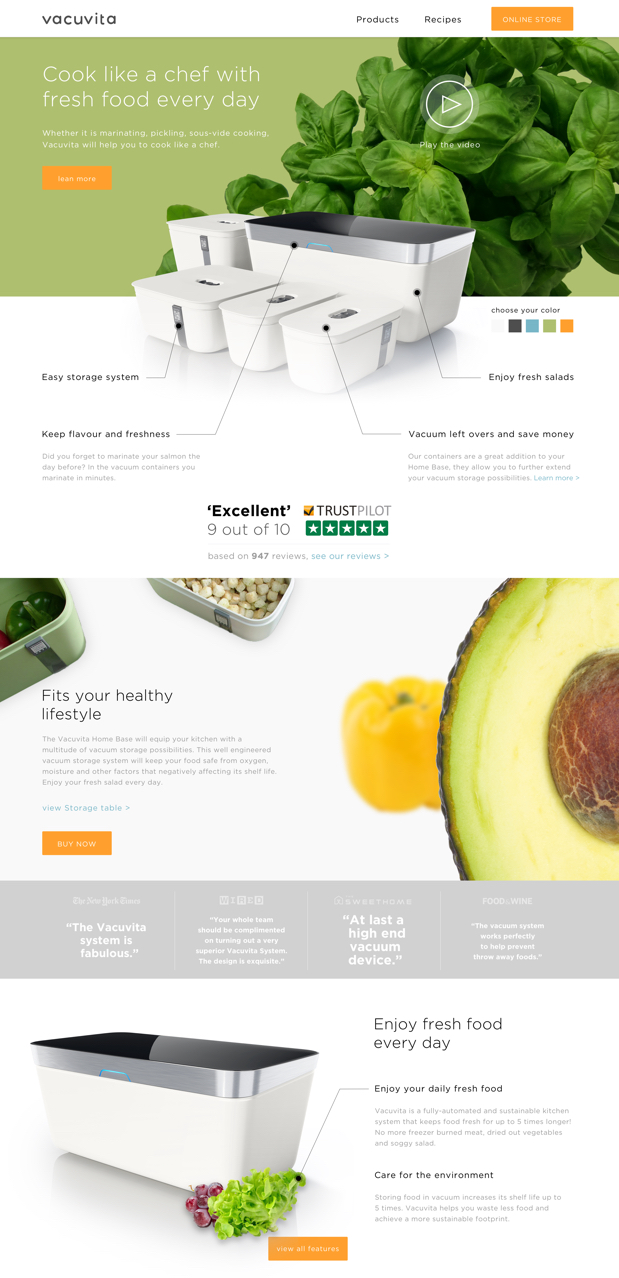 vacuvita
Products
Recipes
ONLINE STORE
Cook like a chef with
fresh food every day
Whether it is marinating, pickling, sous-vide cooking,
Vacuvita will help you to cook like a chef.
lean more
Play the video
choose your color
Easy storage system
Enjoy fresh salads
Keep flavour and freshness
Did you forget to marinate your salmon the
day before? In the vacuum containers you
marinate in minutes.
Vacuum left overs and save money
Our containers are a great addition to your
Home Base, they allow you to further extend
your vacuum storage possibilities. Learn more >
‘Excellent’
9 out of 10
TRUSTPILOT
based on 947 reviews, see our reviews >
Fits your healthy
lifestyle
The Vacuvita Home Base will equip your kitchen with a
multitude of vacuum storage possibilities. This well engineered
vacuum storage system will keep your food safe from oxygen,
moisture and other factors that negatively affecting its shelf life.
Enjoy your fresh salad every day.
view Storage table >
BUY NOW
The New York Times
“The Vacuvita
system is
fabulous.”
WIRED
“Your whole team
should be complimented
on turning out a very
superior Vacuvita System.
The design is exquisite.”
SWEETHOME
“At last a
high end
vacuum
device.”
FOOD & WINE
“The vacuum system
works perfectly
to help prevent
throw away foods.”
Enjoy fresh food
every day
Enjoy your daily fresh food
Vacuvita is a fully-automated and sustainable kitchen
system that keeps food fresh for up to 5 times longer!
No more freezer burned meat, dried out vegetables
and soggy salad.
Care for the environment
Storing food in vacuum increases its shelf life up to
5 times. Vacuvita helps you waste less food and
achieve a more sustainable footprint.
view all features